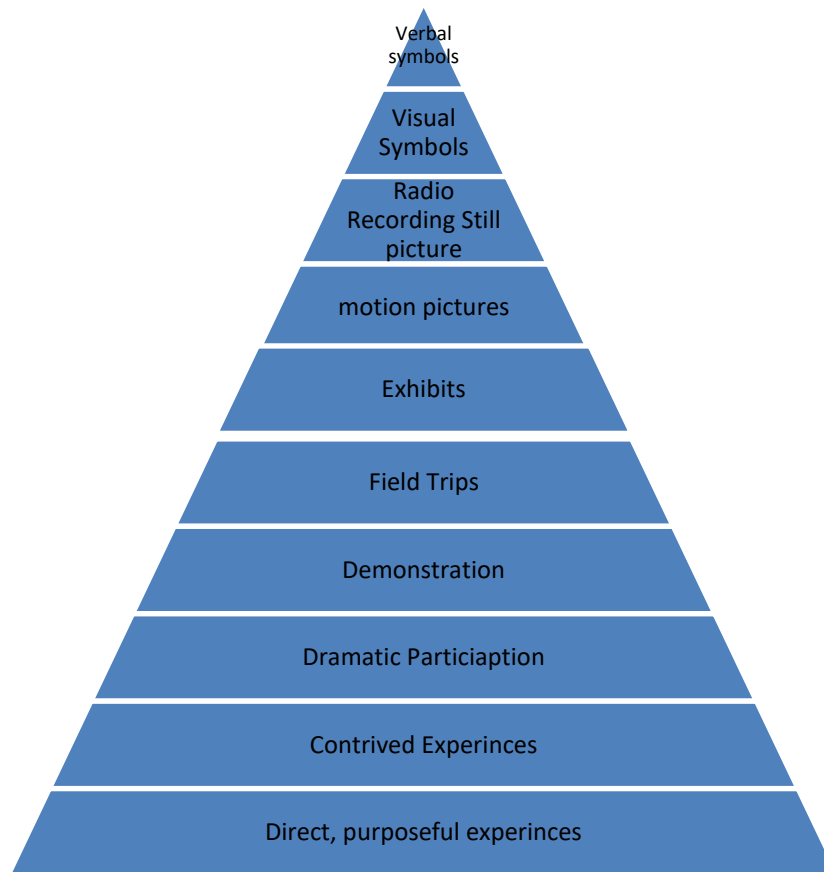 Verbal
symbols
Visual
Symbols
Radio
Recording Still
picture
motion pictures
Exhibits
Field Trips
Demonstration
Dramatic Particiaption
Contrived Experinces
Direct, purposeful experinces